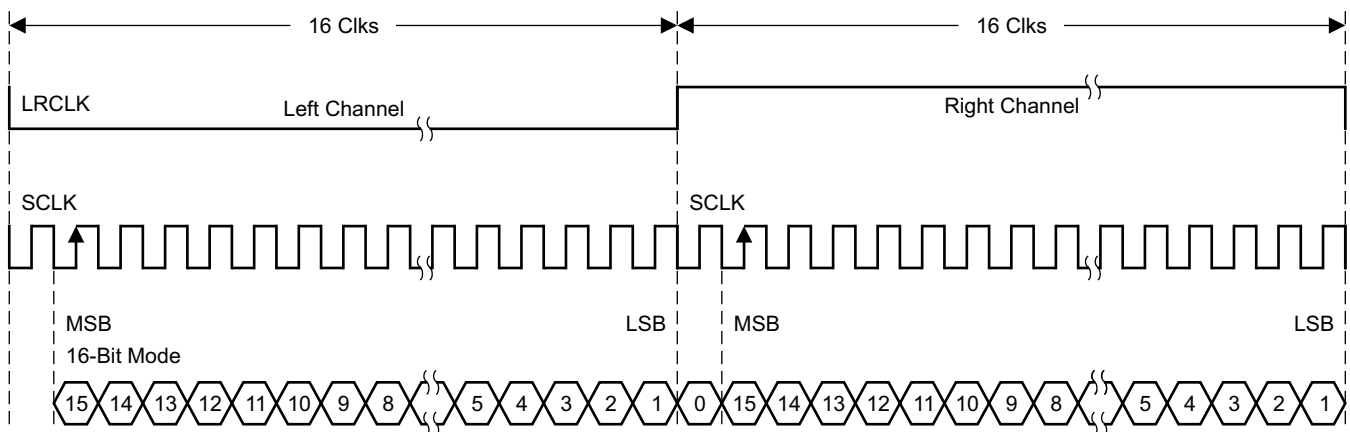 16 Clks 16 Clks
LRCLK Left Channel Right Channel
SCLK SCLK
MSB LSB MSB LSB
16-Bit Mode
15 14 13 12 11 10 9 8 5 4 3 2 1 0 15 14 13 12 11 10 9 8 5 4 3 2 1